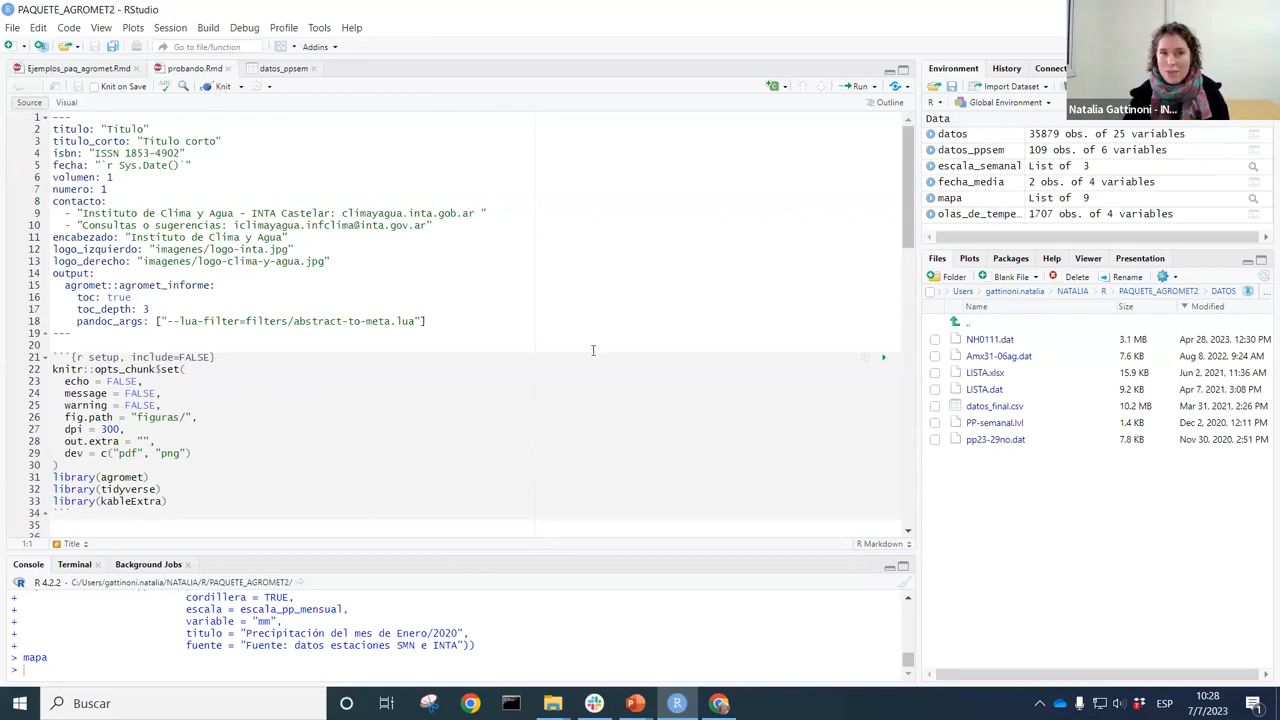 PAQUETE_AGROMET2 - RStudio
File Edit Code View Plots Session Build Debug Profile Tools Help
Go to file/function Addins
Ejemplos_paq_agromet.Rmd probando.Rmd datos_ppsem
Knit on Save Knit Run
Source Visual Outline
1 ---
2 titulo: "Título"
3 titulo_corto: "Título corto"
4 isbn: "ISSN 1853-4902"
5 fecha: "`r Sys.Date()`"
6 volumen: 1
7 numero: 1
8 contacto:
9 - "Instituto de Clima y Agua - INTA Castelar: climayagua.inta.gob.ar "
10 - "Consultas o sugerencias: iclimayagua.infclima@inta.gov.ar"
11 encabezado: "Instituto de Clima y Agua"
12 logo_izquierdo: "imagenes/logo-inta.jpg"
13 logo_derecho: "imagenes/logo-clima-y-agua.jpg"
14 output:
15 agromet::agromet_informe:
16 toc: true
17 toc_depth: 3
18 pandoc_args: ["--lua-filter=filters/abstract-to-meta.lua"]
19 ---
20
21 ```{r setup, include=FALSE}
22 knitr::opts_chunk$set(
23 echo = FALSE,
24 message = FALSE,
25 warning = FALSE,
26 fig.path = "figuras/",
27 dpi = 300,
28 out.extra = "",
29 dev = c("pdf", "png")
30 )
31 library(agromet)
32 library(tidyverse)
33 library(kableExtra)
34 ```
35
36
1:1 Title R Markdown
Console Terminal Background Jobs
R 4.2.2 · C:/Users/gattinoni.natalia/NATALIA/R/PAQUETE_AGROMET2/
+ cordillera = TRUE,
+ escala = escala_pp_mensual,
+ variable = "mm",
+ titulo = "Precipitación del mes de Enero/2020",
+ fuente = "Fuente: datos estaciones SMN e INTA"))
> mapa
>
Environment History Connect
Import Dataset
R Global Environment
Data
datos 35879 obs. of 25 variables
datos_ppsem 109 obs. of 6 variables
escala_semanal List of 3
fecha_media 2 obs. of 4 variables
mapa List of 9
olas_de_tempe… 1707 obs. of 4 variables
Files Plots Packages Help Viewer Presentation
Folder Blank File Delete Rename
Users gattinoni.natalia NATALIA R PAQUETE_AGROMET2 DATOS ...
Name Size Modified
..
NH0111.dat 3.1 MB Apr 28, 2023, 12:30 PM
Amx31-06ag.dat 7.6 KB Aug 8, 2022, 9:24 AM
LISTA.xlsx 15.9 KB Jun 2, 2021, 11:36 AM
LISTA.dat 9.2 KB Apr 7, 2021, 3:08 PM
datos_final.csv 10.2 MB Mar 31, 2021, 2:26 PM
PP-semanal.lvl 1.4 KB Dec 2, 2020, 12:11 PM
pp23-29no.dat 7.8 KB Nov 30, 2020, 2:51 PM
Natalia Gattinoni - IN...
Buscar
ESP
10:28
7/7/2023
1